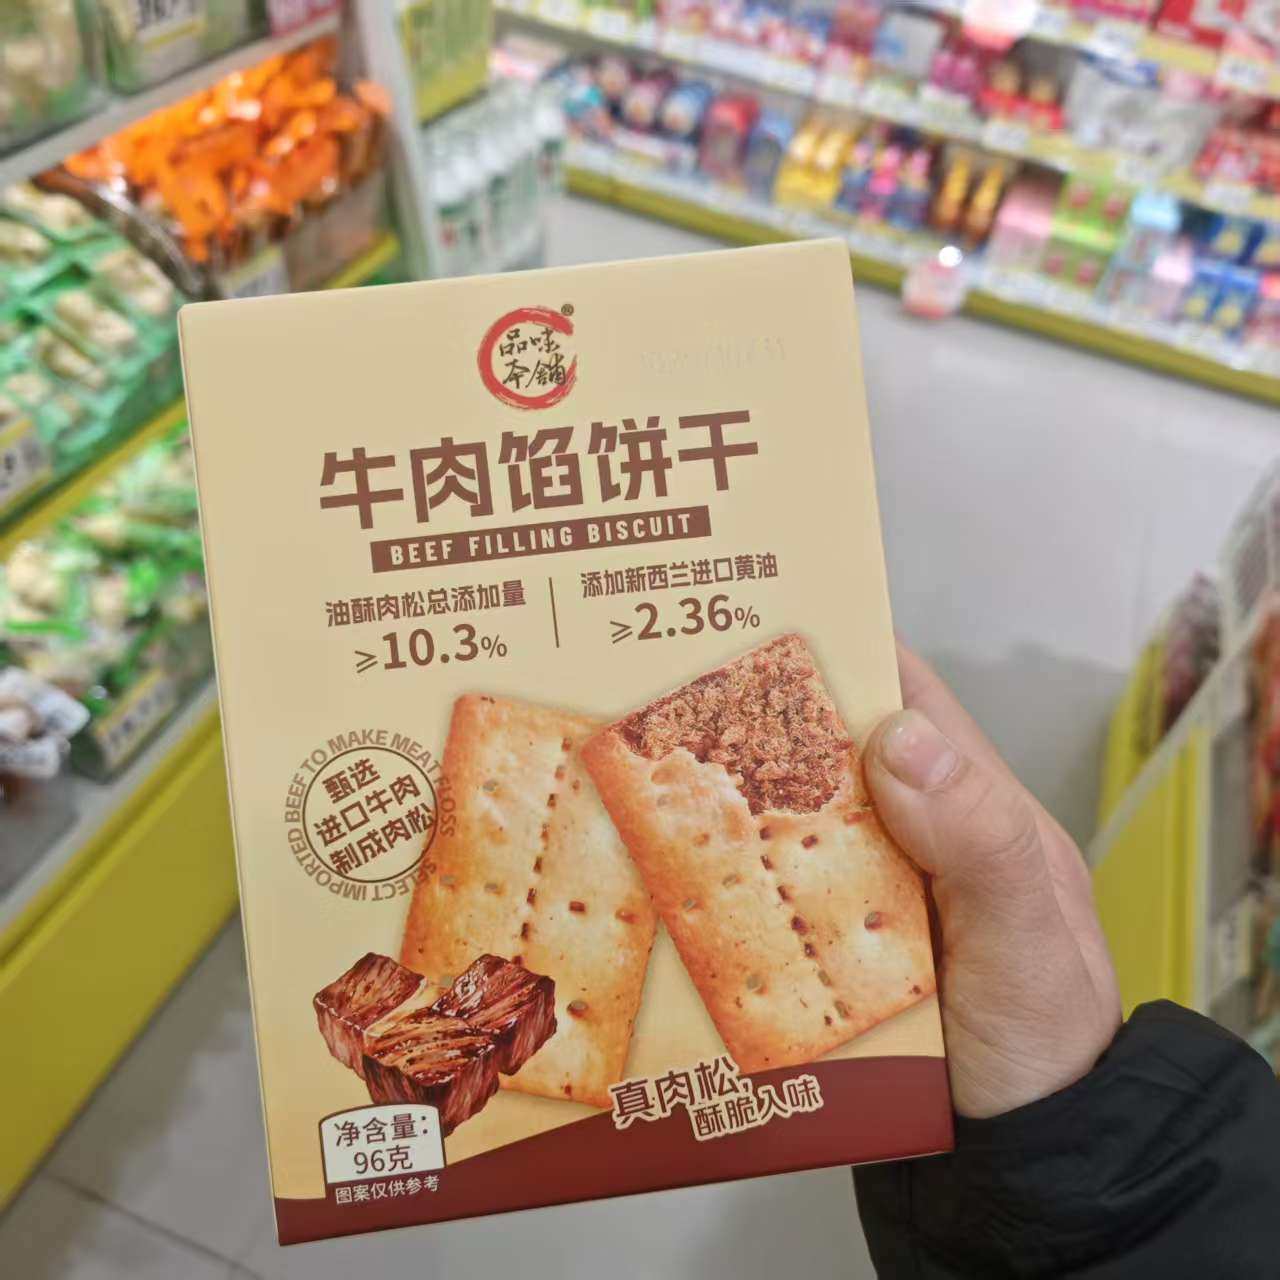 品味
本舖
®
牛肉馅饼干
BEEF FILLING BISCUIT
油酥肉松总添加量
≥10.3%
添加新西兰进口黄油
≥2.36%
SELECT IMPORTED BEEF TO MAKE MEAT FLOSS
甄选
进口牛肉
制成肉松
真肉松,
酥脆入味
净含量:
96克
图案仅供参考